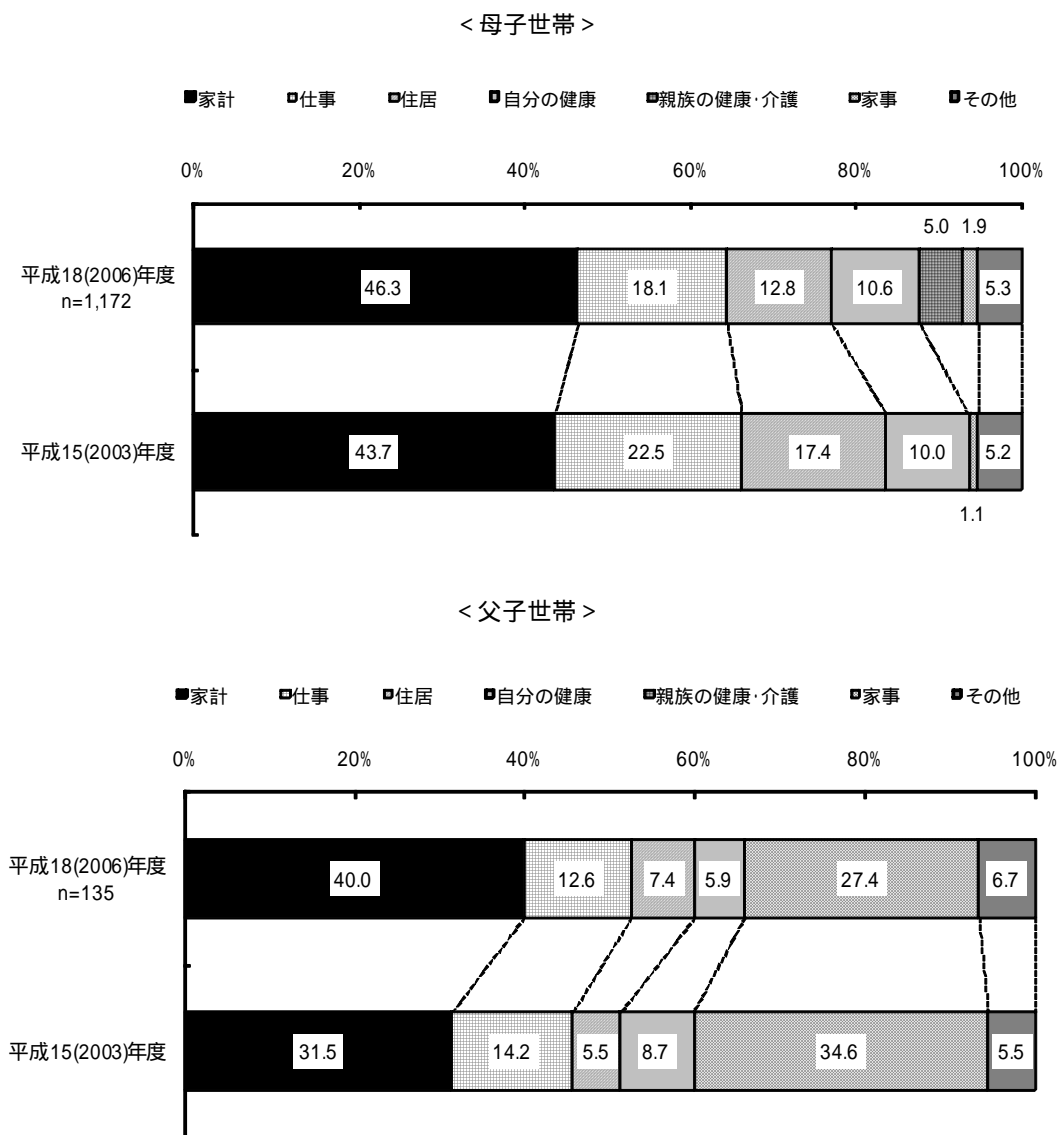 ＜母子世帯＞
家計 仕事 住居 自分の健康 親族の健康・介護 家事 その他
0% 20% 40% 60% 80% 100%
5.0 1.9
平成18(2006)年度
n=1,172
46.3 18.1 12.8 10.6 5.3
平成15(2003)年度
43.7 22.5 17.4 10.0 5.2
1.1
＜父子世帯＞
家計 仕事 住居 自分の健康 親族の健康・介護 家事 その他
0% 20% 40% 60% 80% 100%
平成18(2006)年度
n=135
40.0 12.6 7.4 5.9 27.4 6.7
平成15(2003)年度
31.5 14.2 5.5 8.7 34.6 5.5